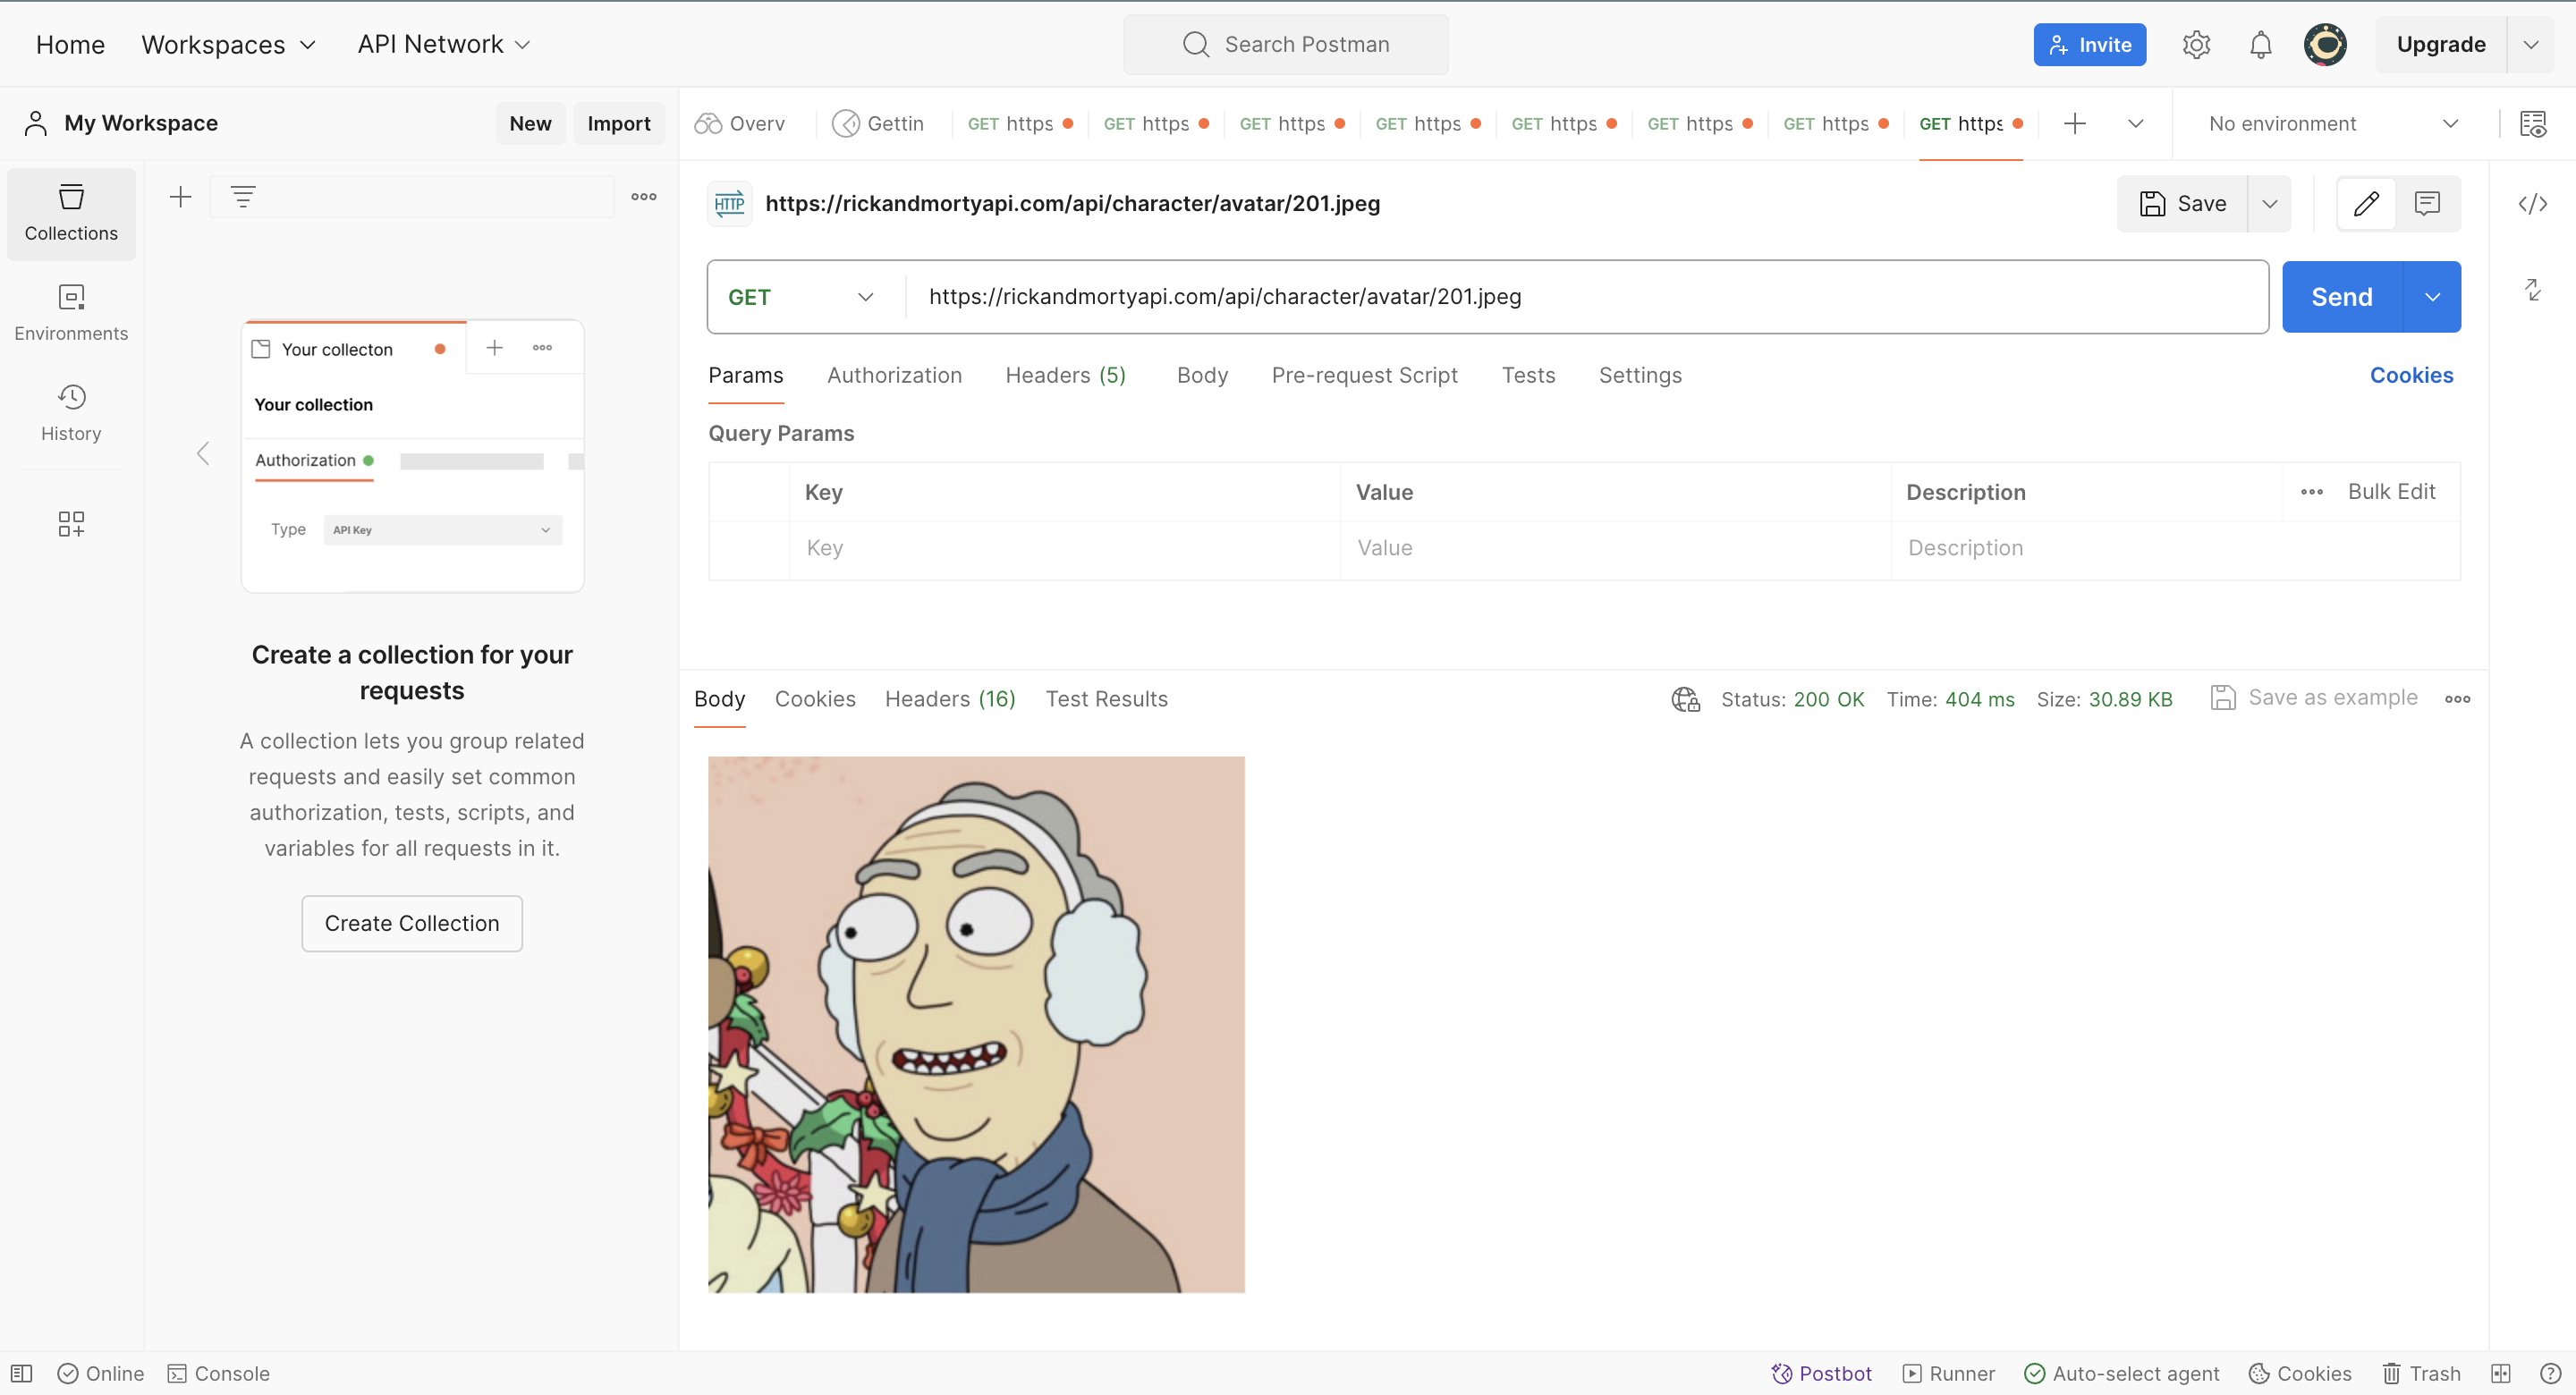 Home Workspaces API Network Search Postman Invite Upgrade
My Workspace New Import Overv Gettin GET https GET https GET https GET https GET https GET https GET https GET https No environment
Collections
Environments
History
Your collecton
Your collection
Authorization
Type API Key
Create a collection for your
requests
A collection lets you group related
requests and easily set common
authorization, tests, scripts, and
variables for all requests in it.
Create Collection
HTTP https://rickandmortyapi.com/api/character/avatar/201.jpeg Save
GET https://rickandmortyapi.com/api/character/avatar/201.jpeg Send
Params Authorization Headers (5) Body Pre-request Script Tests Settings Cookies
Query Params
Key Value Description Bulk Edit
Key Value Description
Body Cookies Headers (16) Test Results Status: 200 OK Time: 404 ms Size: 30.89 KB Save as example
Online Console Postbot Runner Auto-select agent Cookies Trash